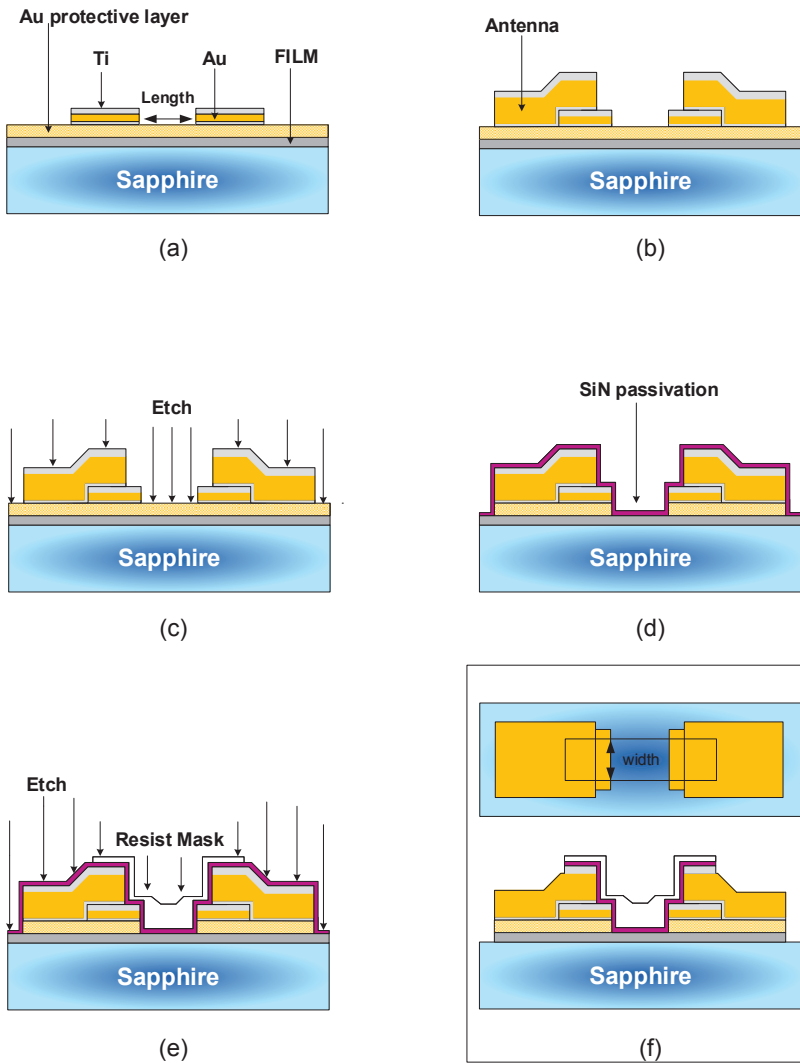 Au protective layer
Ti
Au
FILM
Length
Sapphire
(a)
Antenna
Sapphire
(b)
Etch
Sapphire
(c)
SiN passivation
Sapphire
(d)
Etch
Resist Mask
Sapphire
(e)
width
Sapphire
(f)